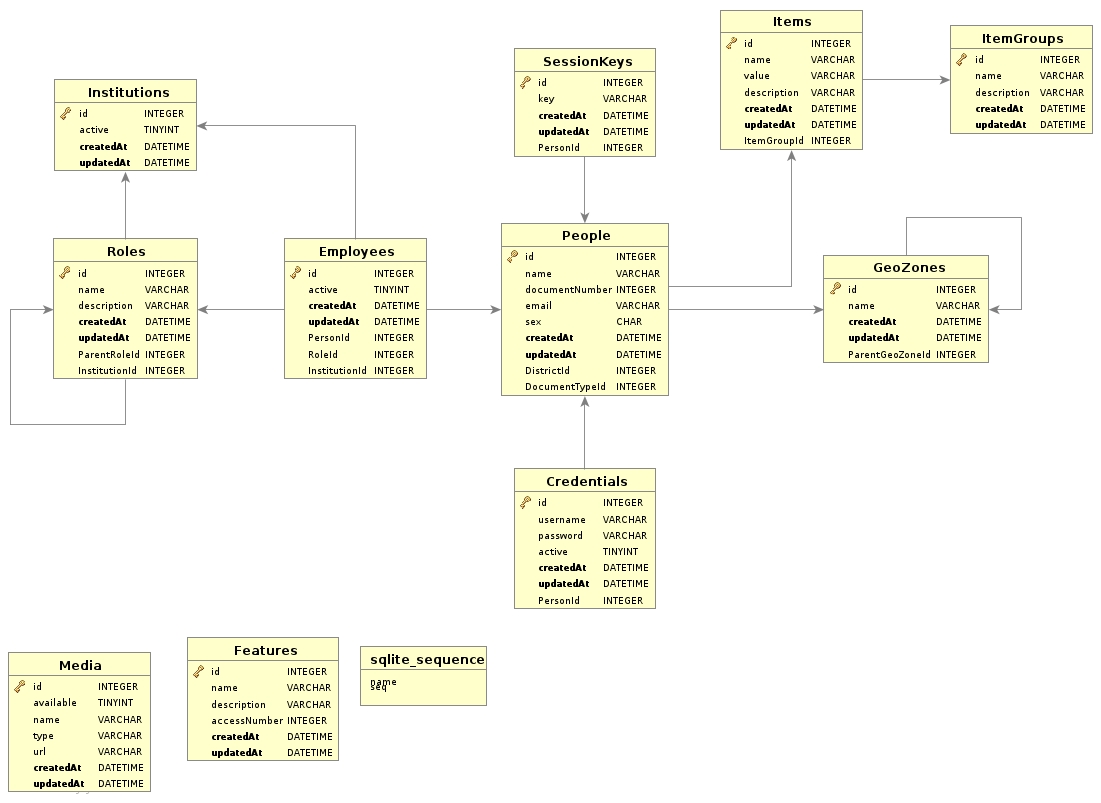 Items
id INTEGER
name VARCHAR
value VARCHAR
description VARCHAR
createdAt DATETIME
updatedAt DATETIME
ItemGroupId INTEGER
ItemGroups
id INTEGER
name VARCHAR
description VARCHAR
createdAt DATETIME
updatedAt DATETIME
SessionKeys
id INTEGER
key VARCHAR
createdAt DATETIME
updatedAt DATETIME
PersonId INTEGER
Institutions
id INTEGER
active TINYINT
createdAt DATETIME
updatedAt DATETIME
Roles
id INTEGER
name VARCHAR
description VARCHAR
createdAt DATETIME
updatedAt DATETIME
ParentRoleId INTEGER
InstitutionId INTEGER
Employees
id INTEGER
active TINYINT
createdAt DATETIME
updatedAt DATETIME
PersonId INTEGER
RoleId INTEGER
InstitutionId INTEGER
People
id INTEGER
name VARCHAR
documentNumber INTEGER
email VARCHAR
sex CHAR
createdAt DATETIME
updatedAt DATETIME
DistrictId INTEGER
DocumentTypeId INTEGER
GeoZones
id INTEGER
name VARCHAR
createdAt DATETIME
updatedAt DATETIME
ParentGeoZoneId INTEGER
Credentials
id INTEGER
username VARCHAR
password VARCHAR
active TINYINT
createdAt DATETIME
updatedAt DATETIME
PersonId INTEGER
Media
id INTEGER
available TINYINT
name VARCHAR
type VARCHAR
url VARCHAR
createdAt DATETIME
updatedAt DATETIME
Features
id INTEGER
name VARCHAR
description VARCHAR
accessNumber INTEGER
createdAt DATETIME
updatedAt DATETIME
sqlite_sequence
name
seq